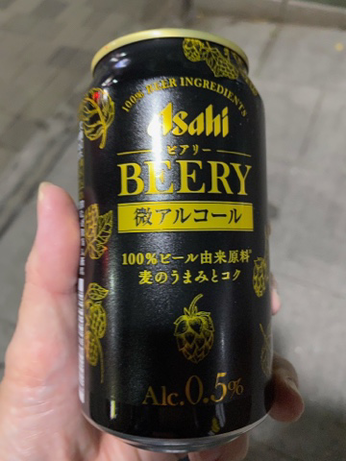 100% BEER INGREDIENTS
Asahi
ビアリー
BEERY
微アルコール
100%ビール由来原料*
麦のうまみとコク
Alc.0.5%